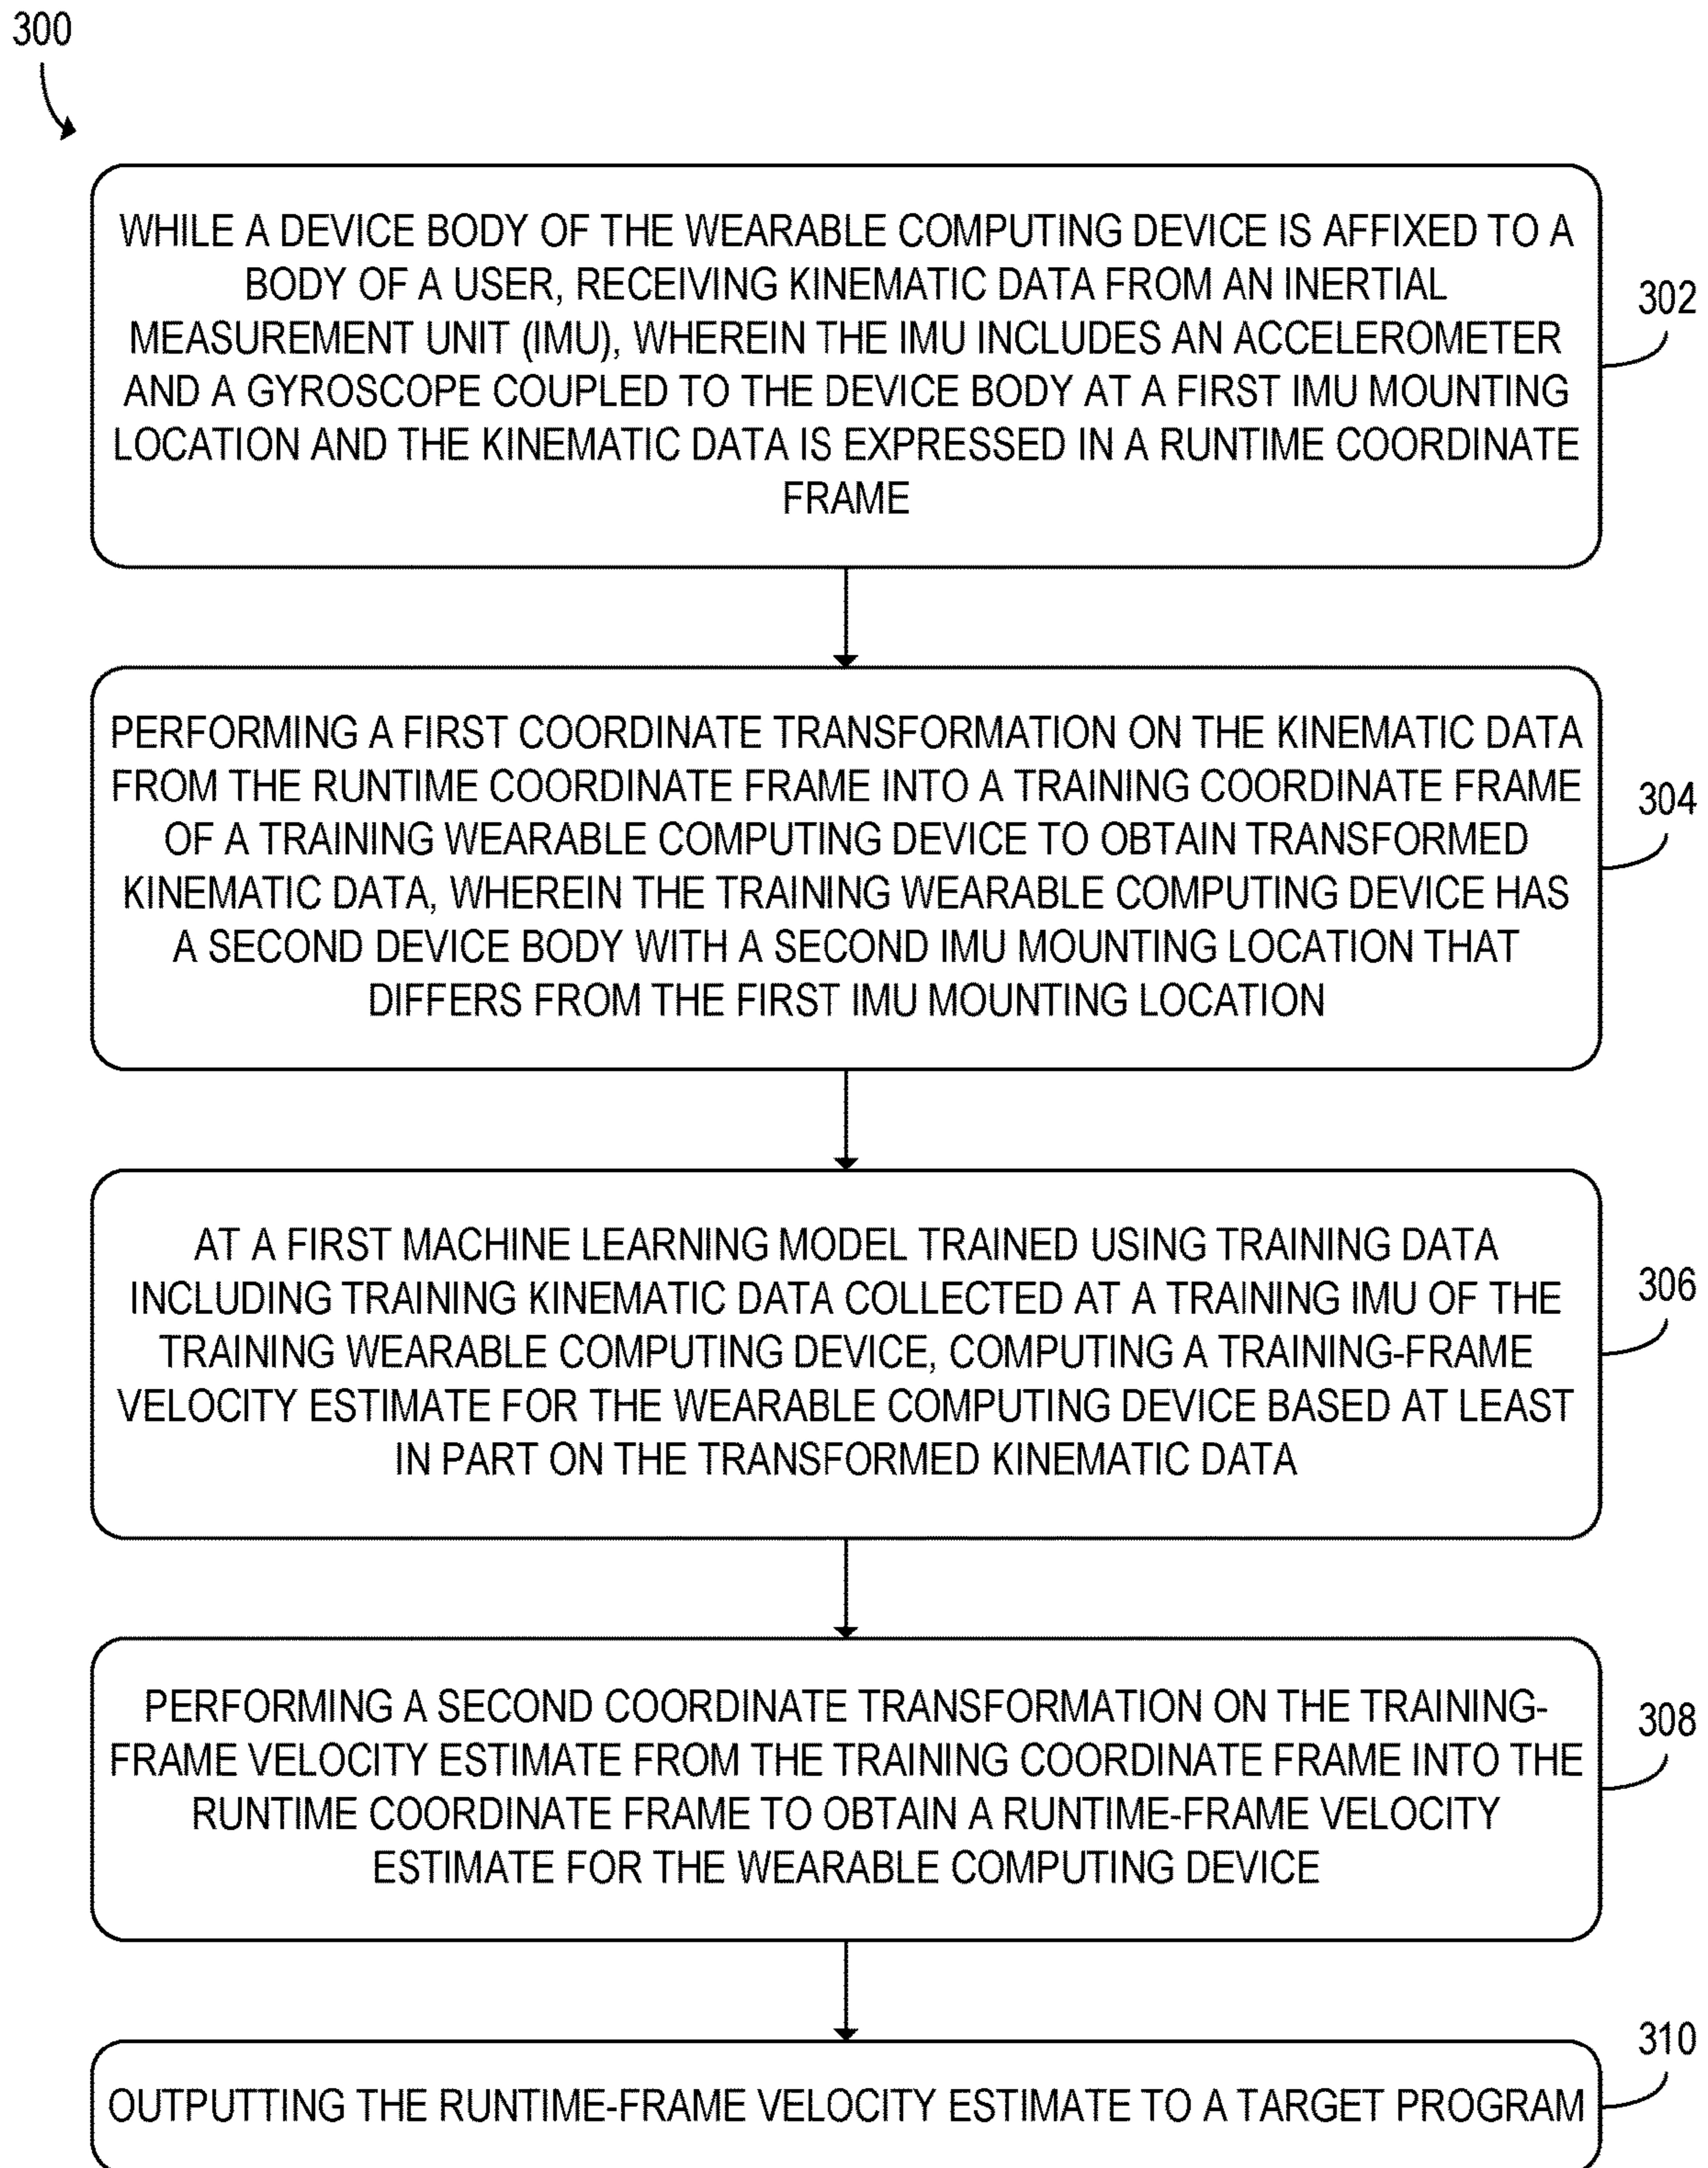 300
WHILE A DEVICE BODY OF THE WEARABLE COMPUTING DEVICE IS AFFIXED TO A
BODY OF A USER, RECEIVING KINEMATIC DATA FROM AN INERTIAL
MEASUREMENT UNIT (IMU), WHEREIN THE IMU INCLUDES AN ACCELEROMETER
AND A GYROSCOPE COUPLED TO THE DEVICE BODY AT A FIRST IMU MOUNTING
LOCATION AND THE KINEMATIC DATA IS EXPRESSED IN A RUNTIME COORDINATE
FRAME
302
PERFORMING A FIRST COORDINATE TRANSFORMATION ON THE KINEMATIC DATA
FROM THE RUNTIME COORDINATE FRAME INTO A TRAINING COORDINATE FRAME
OF A TRAINING WEARABLE COMPUTING DEVICE TO OBTAIN TRANSFORMED
KINEMATIC DATA, WHEREIN THE TRAINING WEARABLE COMPUTING DEVICE HAS
A SECOND DEVICE BODY WITH A SECOND IMU MOUNTING LOCATION THAT
DIFFERS FROM THE FIRST IMU MOUNTING LOCATION
304
AT A FIRST MACHINE LEARNING MODEL TRAINED USING TRAINING DATA
INCLUDING TRAINING KINEMATIC DATA COLLECTED AT A TRAINING IMU OF THE
TRAINING WEARABLE COMPUTING DEVICE, COMPUTING A TRAINING-FRAME
VELOCITY ESTIMATE FOR THE WEARABLE COMPUTING DEVICE BASED AT LEAST
IN PART ON THE TRANSFORMED KINEMATIC DATA
306
PERFORMING A SECOND COORDINATE TRANSFORMATION ON THE TRAINING-
FRAME VELOCITY ESTIMATE FROM THE TRAINING COORDINATE FRAME INTO THE
RUNTIME COORDINATE FRAME TO OBTAIN A RUNTIME-FRAME VELOCITY
ESTIMATE FOR THE WEARABLE COMPUTING DEVICE
308
OUTPUTTING THE RUNTIME-FRAME VELOCITY ESTIMATE TO A TARGET PROGRAM
310